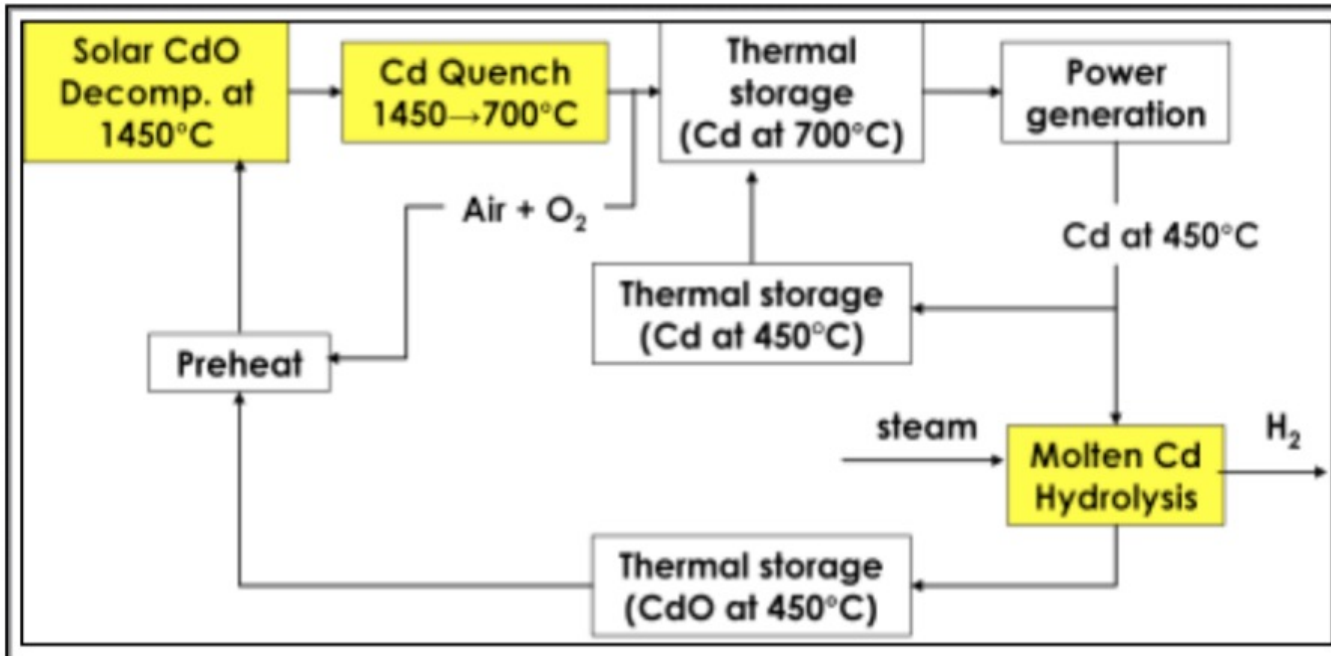 Solar CdO
Decomp. at
1450°C
Cd Quench
1450→700°C
Thermal
storage
(Cd at 700°C)
Power
generation
Air + O₂
Cd at 450°C
Thermal storage
(Cd at 450°C)
Preheat
steam
Molten Cd
Hydrolysis
H₂
Thermal storage
(CdO at 450°C)